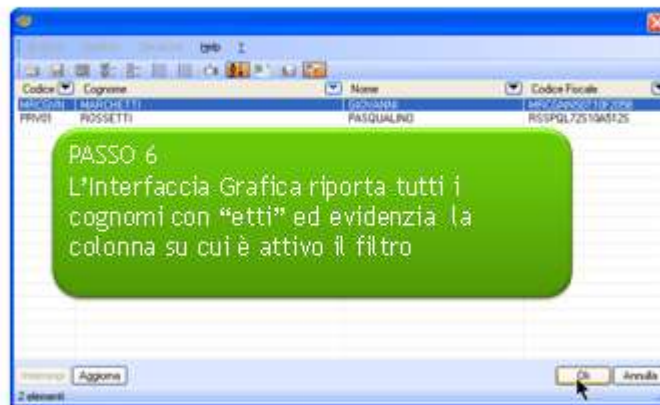 Help ?
Codice Cognome Nome Codice Fiscale
MARCHETTI GIOVANNI
PRIV01 ROSSETTI PASQUALINO
PASSO 6
L'Interfaccia Grafica riporta tutti i
cognomi con “etti” ed evidenzia la
colonna su cui è attivo il filtro
Aggiorna Ok Annulla
2 elementi